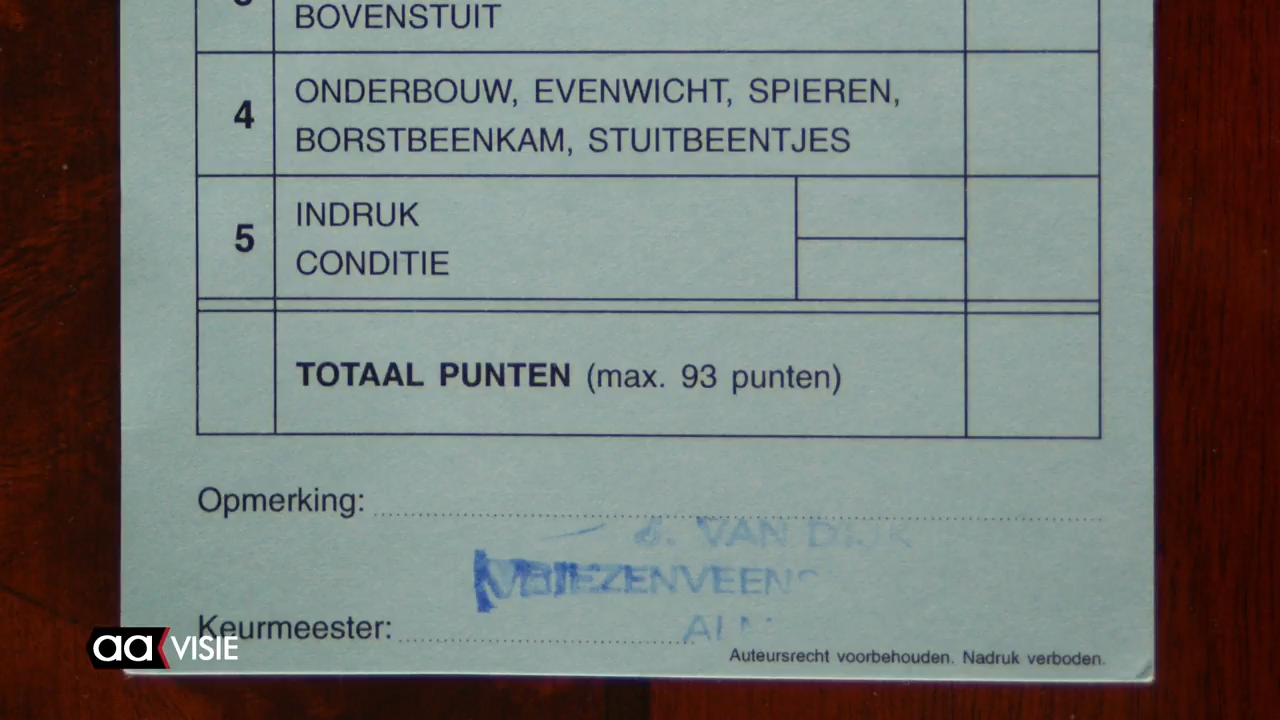 BOVENSTUIT
4 ONDERBOUW, EVENWICHT, SPIEREN,
BORSTBEENKAM, STUITBEENTJES
5 INDRUK
CONDITIE
TOTAAL PUNTEN (max. 93 punten)
Opmerking:
J. VAN DIJK
Keurmeester:
Auteursrecht voorbehouden. Nadruk verboden.
aa VISIE